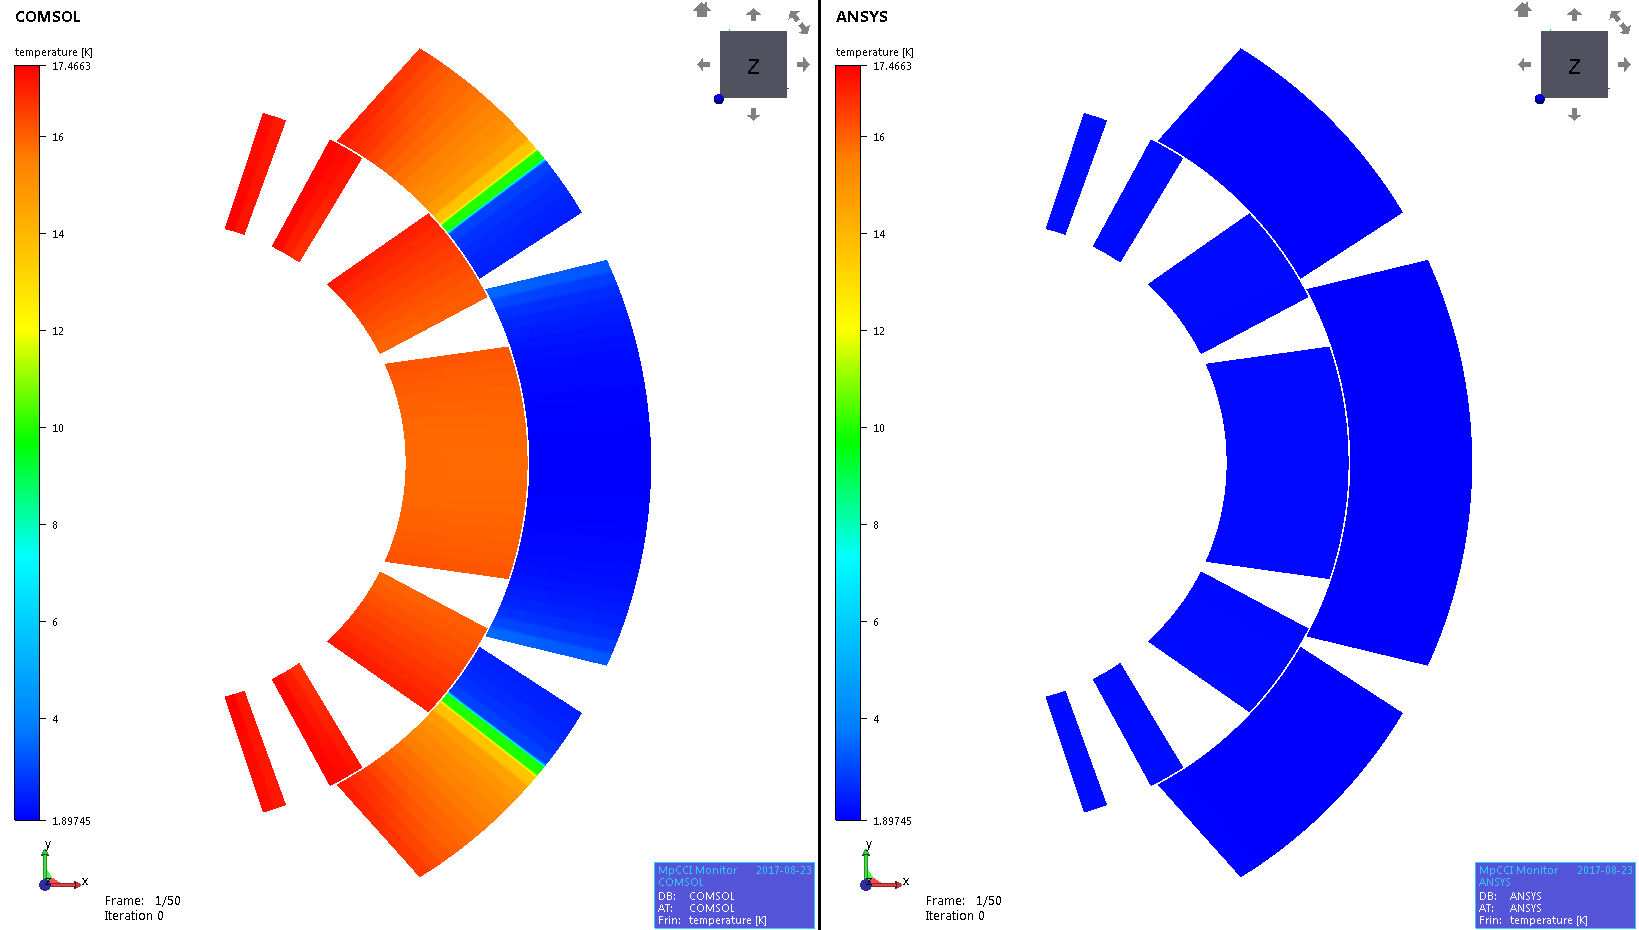 COMSOL
temperature [K]
17.4663
16
14
12
10
8
6
4
1.89745
Z
y
z
x
Frame: 1/50
Iteration 0
MpCCI Monitor 2017-08-23
COMSOL
DB: COMSOL
AT: COMSOL
Frin: temperature [K]
ANSYS
temperature [K]
17.4663
16
14
12
10
8
6
4
1.89745
Z
y
z
x
Frame: 1/50
Iteration 0
MpCCI Monitor 2017-08-23
ANSYS
DB: ANSYS
AT: ANSYS
Frin: temperature [K]